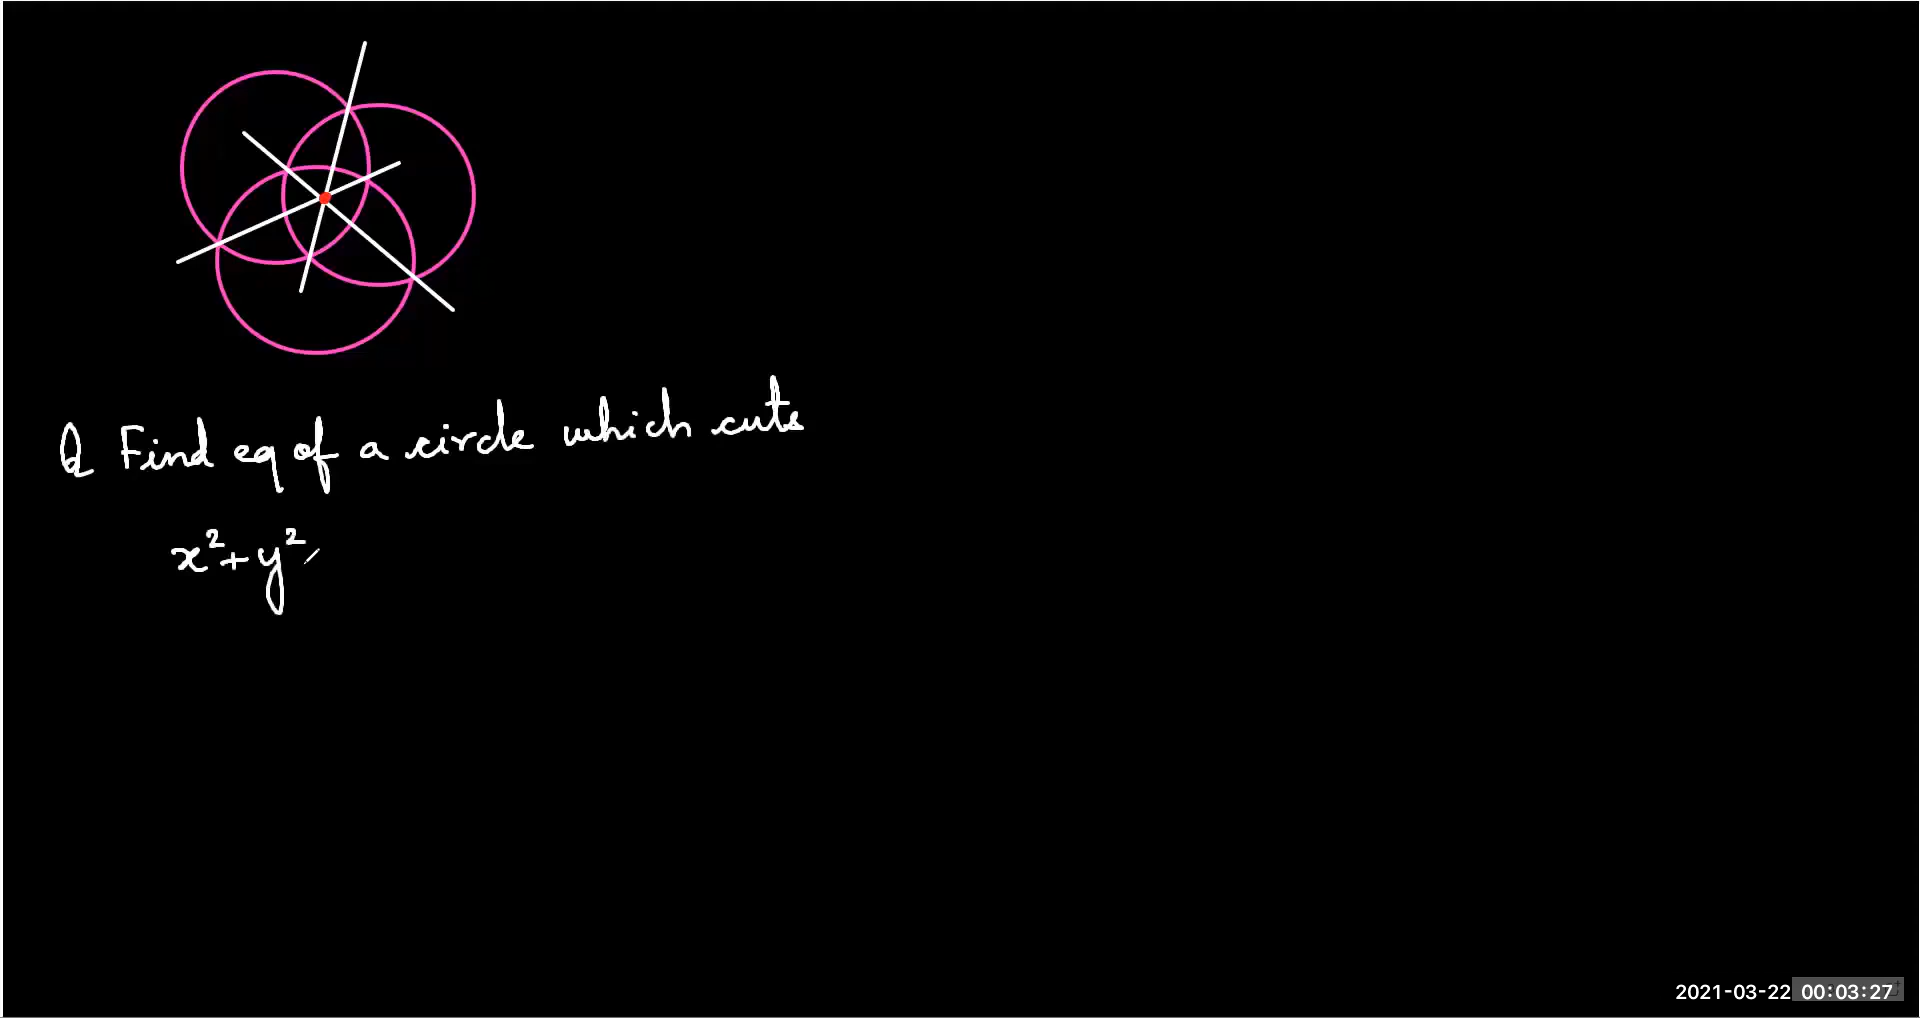 Q Find eq of a circle which cuts
x²+y²
2021-03-22 00:03:27